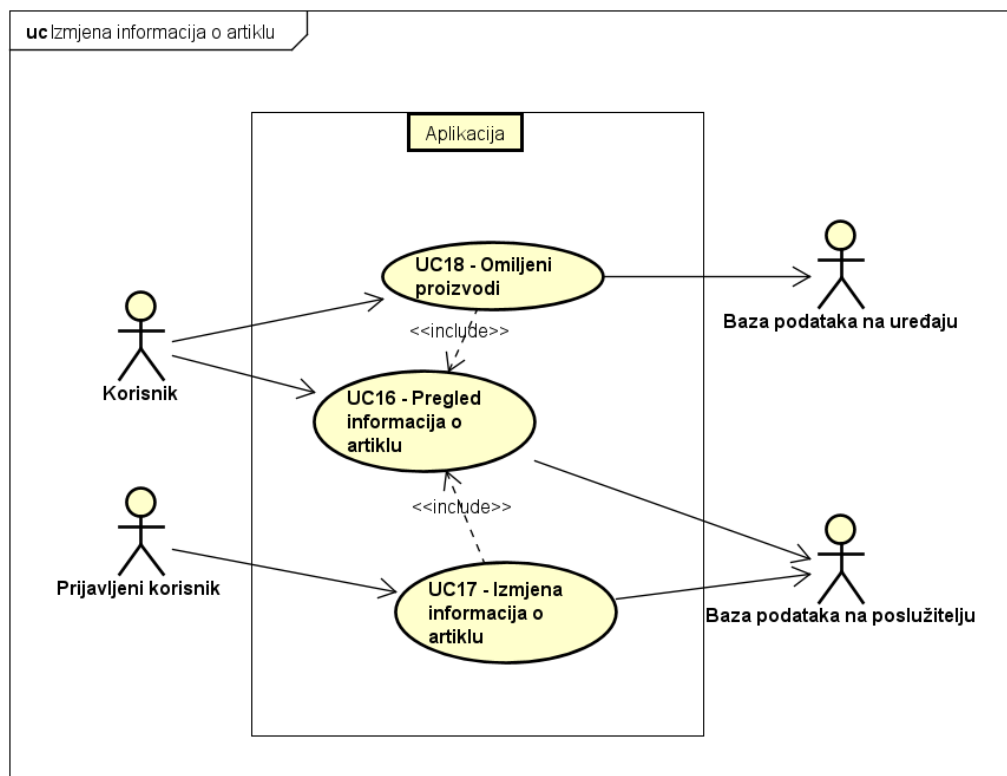 uc Izmjena informacija o artiklu
Aplikacija
UC18 - Omiljeni
proizvodi
Baza podataka na uređaju
<<include>>
Korisnik
UC16 - Pregled
informacija o
artiklu
<<include>>
Prijavljeni korisnik
UC17 - Izmjena
informacija o
artiklu
Baza podataka na poslužitelju